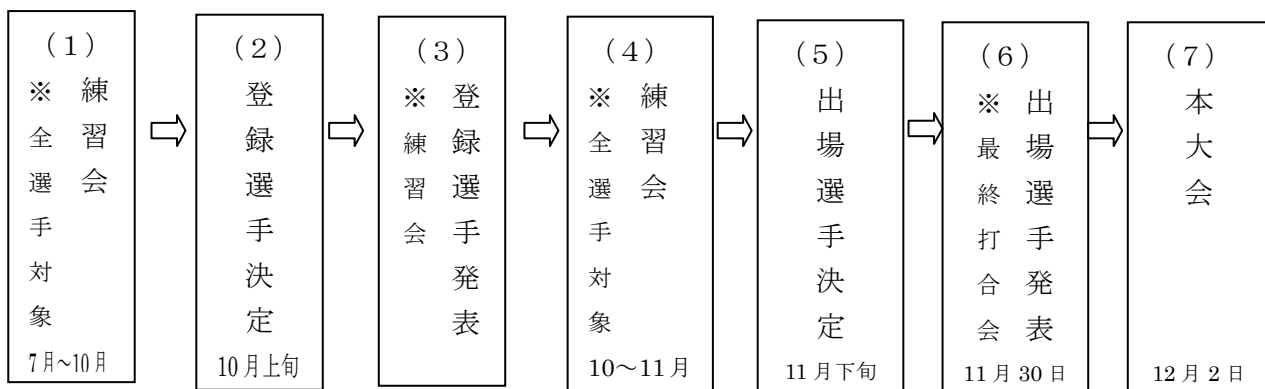 (1)
練習会
※全選手対象
7月~10月
(2)
登録選手決定
10月上旬
(3)
登録選手発表
※練習会
(4)
練習会
※全選手対象
10~11月
(5)
出場選手決定
11月下旬
(6)
出場選手発表
※最終打合会
11月30日
(7)
本大会
12月2日